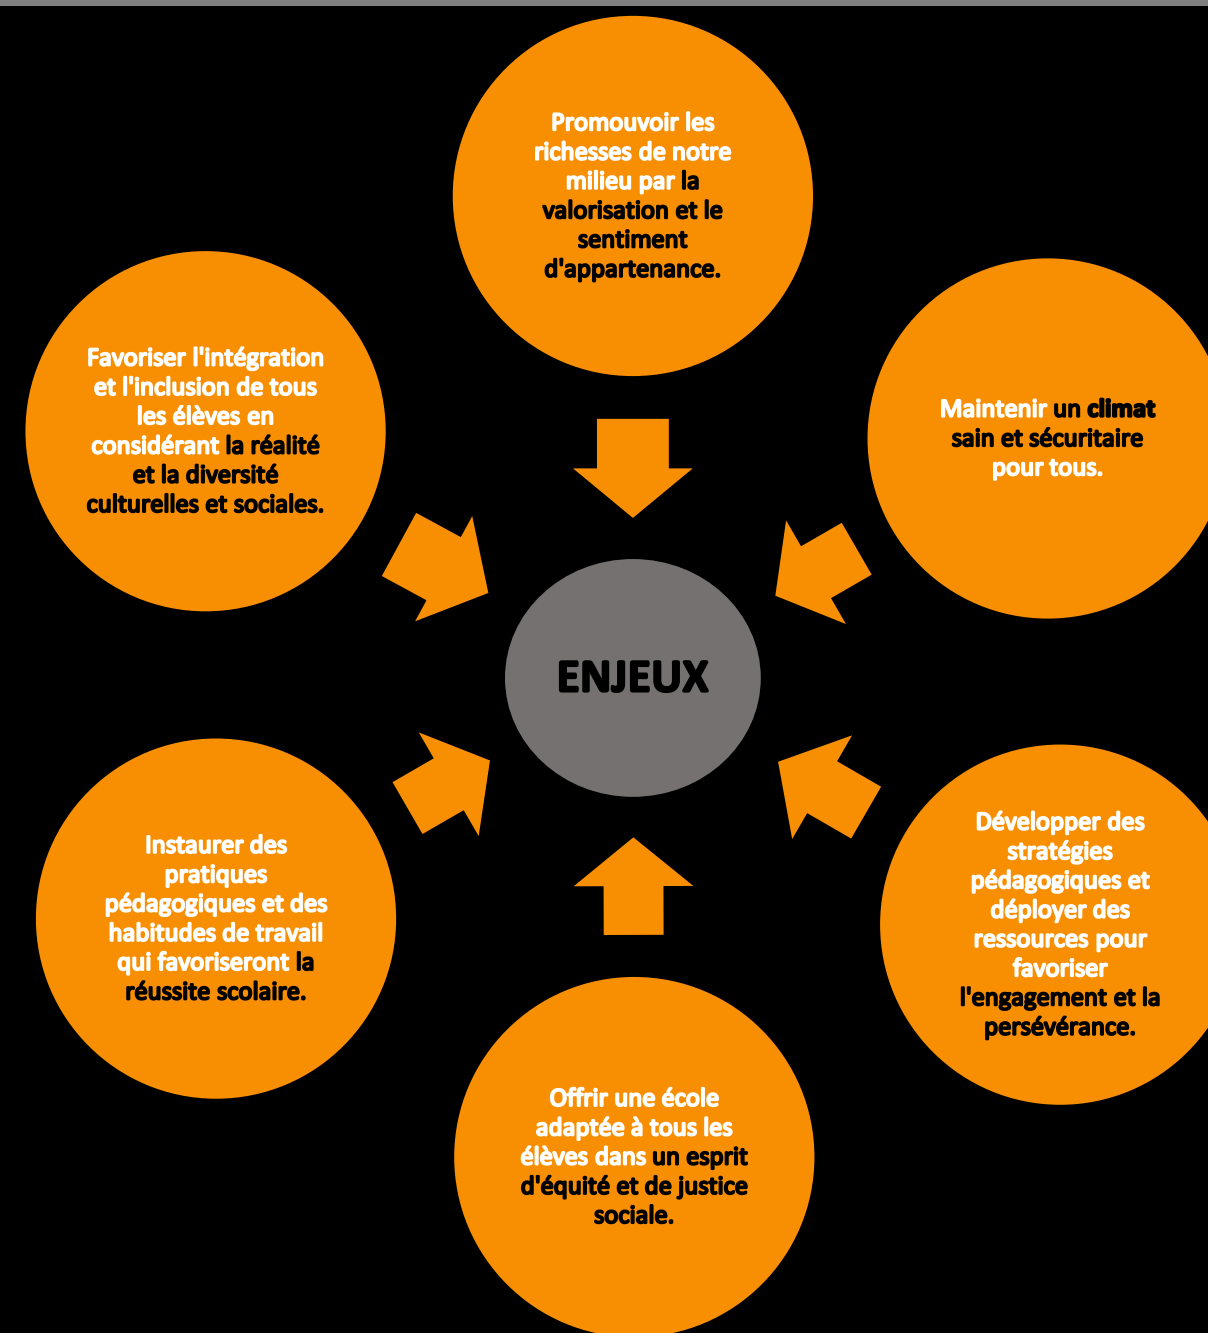 Promouvoir les
richesses de notre
milieu par la
valorisation et le
sentiment
d'appartenance.
Favoriser l'intégration
et l'inclusion de tous
les élèves en
considérant la réalité
et la diversité
culturelles et sociales.
Maintenir un climat
sain et sécuritaire
pour tous.
ENJEUX
Instaurer des
pratiques
pédagogiques et des
habitudes de travail
qui favoriseront la
réussite scolaire.
Développer des
stratégies
pédagogiques et
déployer des
ressources pour
favoriser
l'engagement et la
persévérance.
Offrir une école
adaptée à tous les
élèves dans un esprit
d'équité et de justice
sociale.